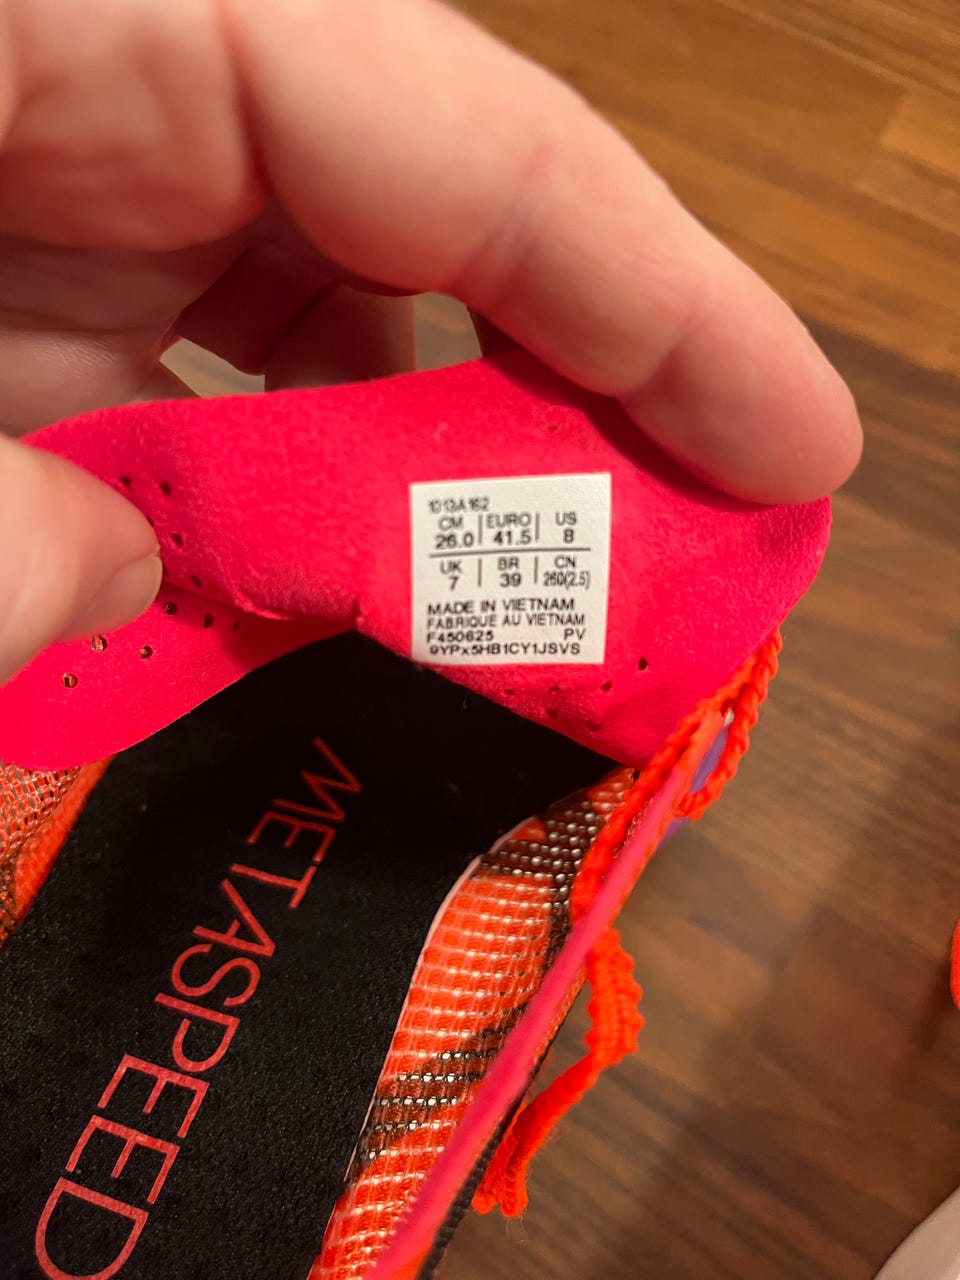 1013A162
CM | EURO | US
26.0 | 41.5 | 8
UK | BR | CN
7 | 39 | 260(2.5)
MADE IN VIETNAM
FABRIQUE AU VIETNAM
F450625 PV
9YPx5HB1CY1JSVS
METASPEED